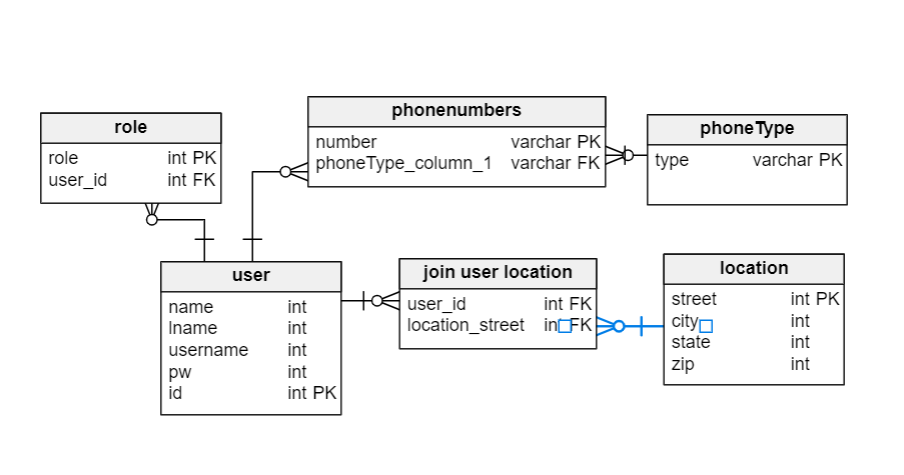 role
role int PK
user_id int FK
phonenumbers
number varchar PK
phoneType_column_1 varchar FK
phoneType
type varchar PK
user
name int
lname int
username int
pw int
id int PK
join user location
user_id int FK
location_street int FK
location
street int PK
city int
state int
zip int